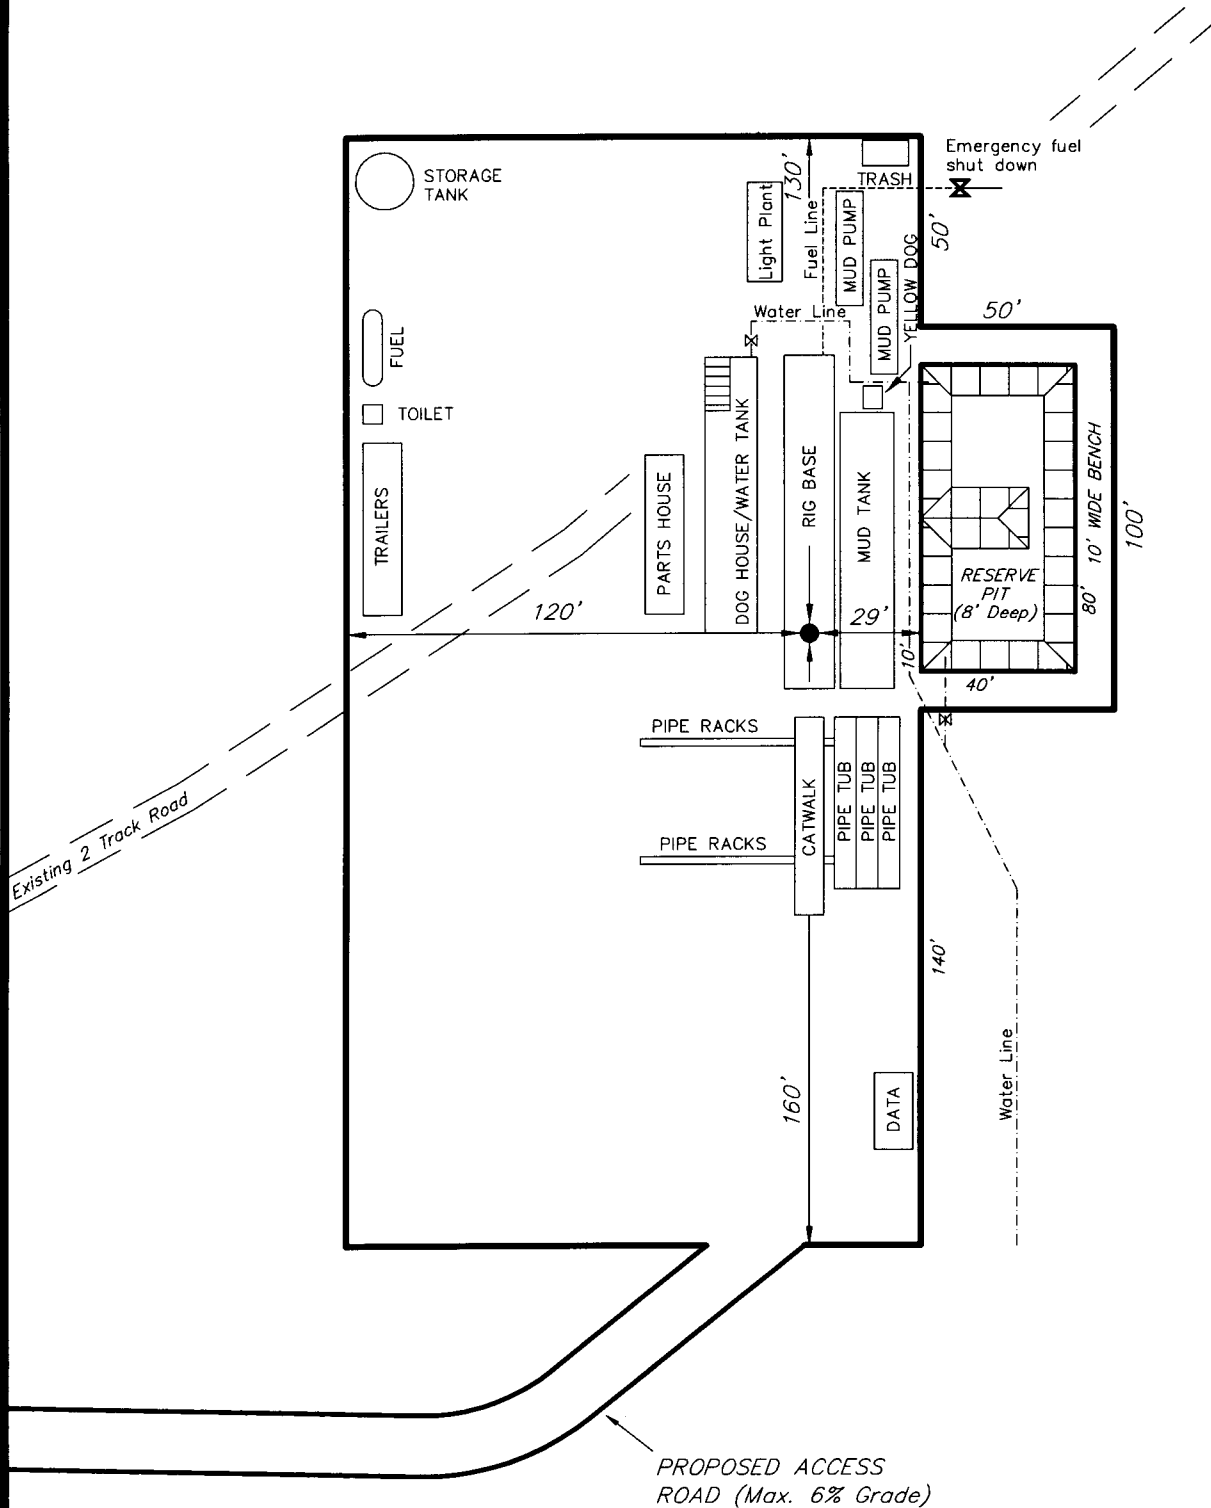 Emergency fuel
shut down
STORAGE
TANK
130'
TRASH
Light Plant
Fuel Line
MUD PUMP
MUD PUMP
YELLOW DOG
50'
50'
Water Line
FUEL
TOILET
TRAILERS
PARTS HOUSE
DOG HOUSE/WATER TANK
RIG BASE
MUD TANK
RESERVE
PIT
(8' Deep)
80'
10' WIDE BENCH
100'
120'
29'
10'
40'
PIPE RACKS
PIPE RACKS
CATWALK
PIPE TUB
PIPE TUB
PIPE TUB
Existing 2 Track Road
140'
160'
DATA
Water Line
PROPOSED ACCESS
ROAD (Max. 6% Grade)